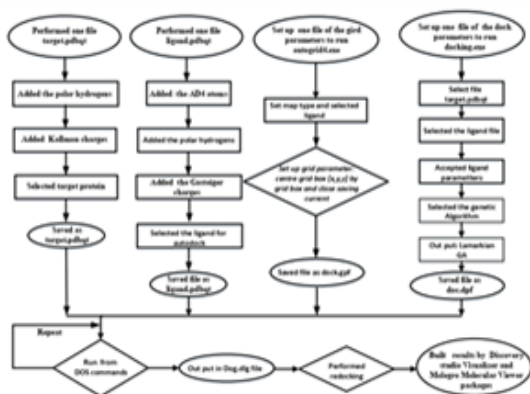 Performed one file
target.pdbqt
Added the polar hydrogens
Added Kollman charges
Selected target protein
Saved as
target.pdbqt
Performed one file
ligand.pdbqt
Added the AD4 atoms
Added the polar hydrogens
Added the Gasteiger
charges
Selected the ligand for
autodock
Saved file as
ligand.pdbqt
Set up one file of the gird
parameters to run
autogrid4.exe
Set map type and selected
ligand
Set up grid parameter
centre grid box (x,y,z) by
grid box and close saving
current
Saved file as dock.gpf
Set up one file of the dock
parameters to run
docking.exe
Select file
target.pdbqt
Selected the ligand file
Accepted ligand
parameters
Selected the genetic
Algorithm
Out put: Lamarkian
GA
Saved file as
doc.dpf
Repeat
Run from
DOS commands
Out put in Dog.dlg file
Performed
redocking
Built results by Discovery
studio Visualizer and
Molegro Molecular Viewer
packages